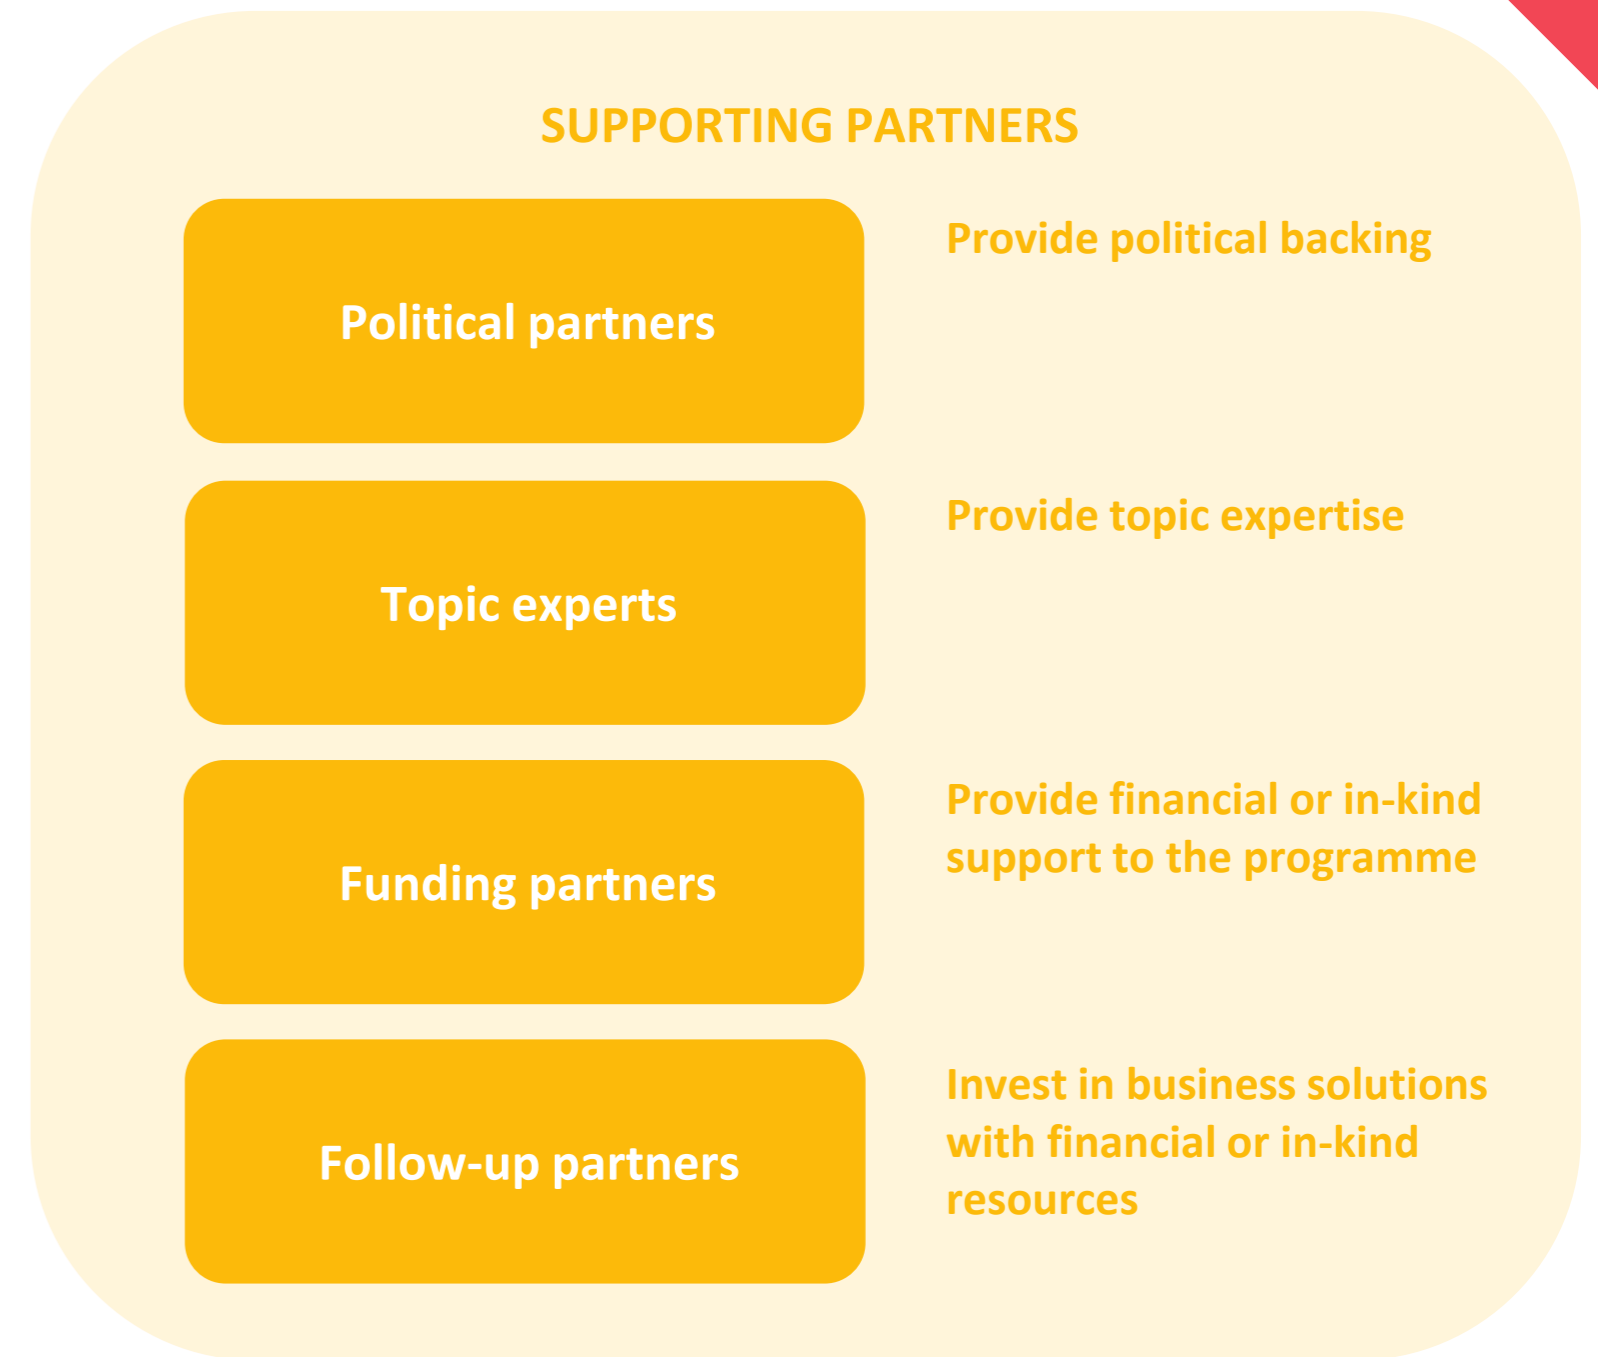 SUPPORTING PARTNERS
Political partners
Provide political backing
Topic experts
Provide topic expertise
Funding partners
Provide financial or in-kind
support to the programme
Follow-up partners
Invest in business solutions
with financial or in-kind
resources